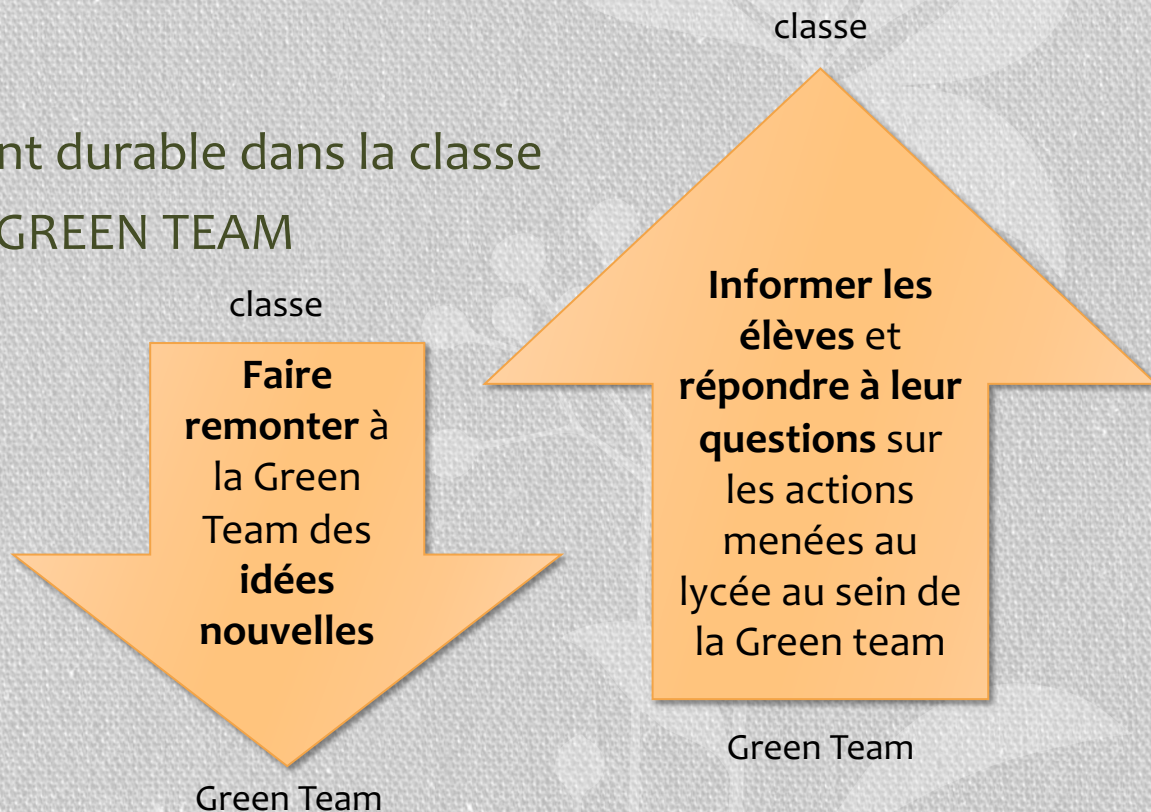 nt durable dans la classe
GREEN TEAM
classe
Faire
remonter à
la Green
Team des
idées
nouvelles
Green Team
classe
Informer les
élèves et
répondre à leur
questions sur
les actions
menées au
lycée au sein de
la Green team
Green Team